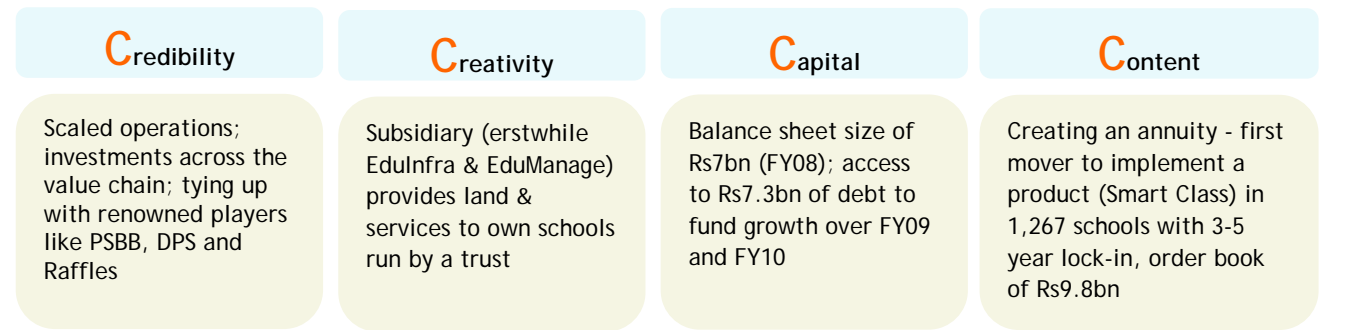 Credibility
Scaled operations;
investments across the
value chain; tying up
with renowned players
like PSBB, DPS and
Raffles
Creativity
Subsidiary (erstwhile
EduInfra & EduManage)
provides land &
services to own schools
run by a trust
Capital
Balance sheet size of
Rs7bn (FY08); access
to Rs7.3bn of debt to
fund growth over FY09
and FY10
Content
Creating an annuity - first
mover to implement a
product (Smart Class) in
1,267 schools with 3-5
year lock-in, order book
of Rs9.8bn